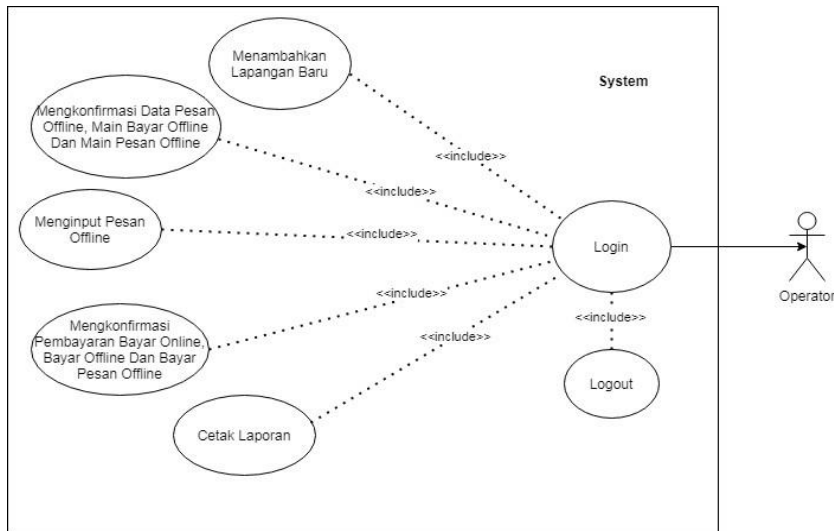 Menambahkan
Lapangan Baru
System
Mengkonfirmasi Data Pesan
Offline, Main Bayar Offline
Dan Main Pesan Offline
<<include>>
<<include>>
Menginput Pesan
Offline
<<include>>
Login
Operator
<<include>>
Mengkonfirmasi
Pembayaran Bayar Online,
Bayar Offline Dan Bayar
Pesan Offline
<<include>>
<<include>>
Logout
Cetak Laporan